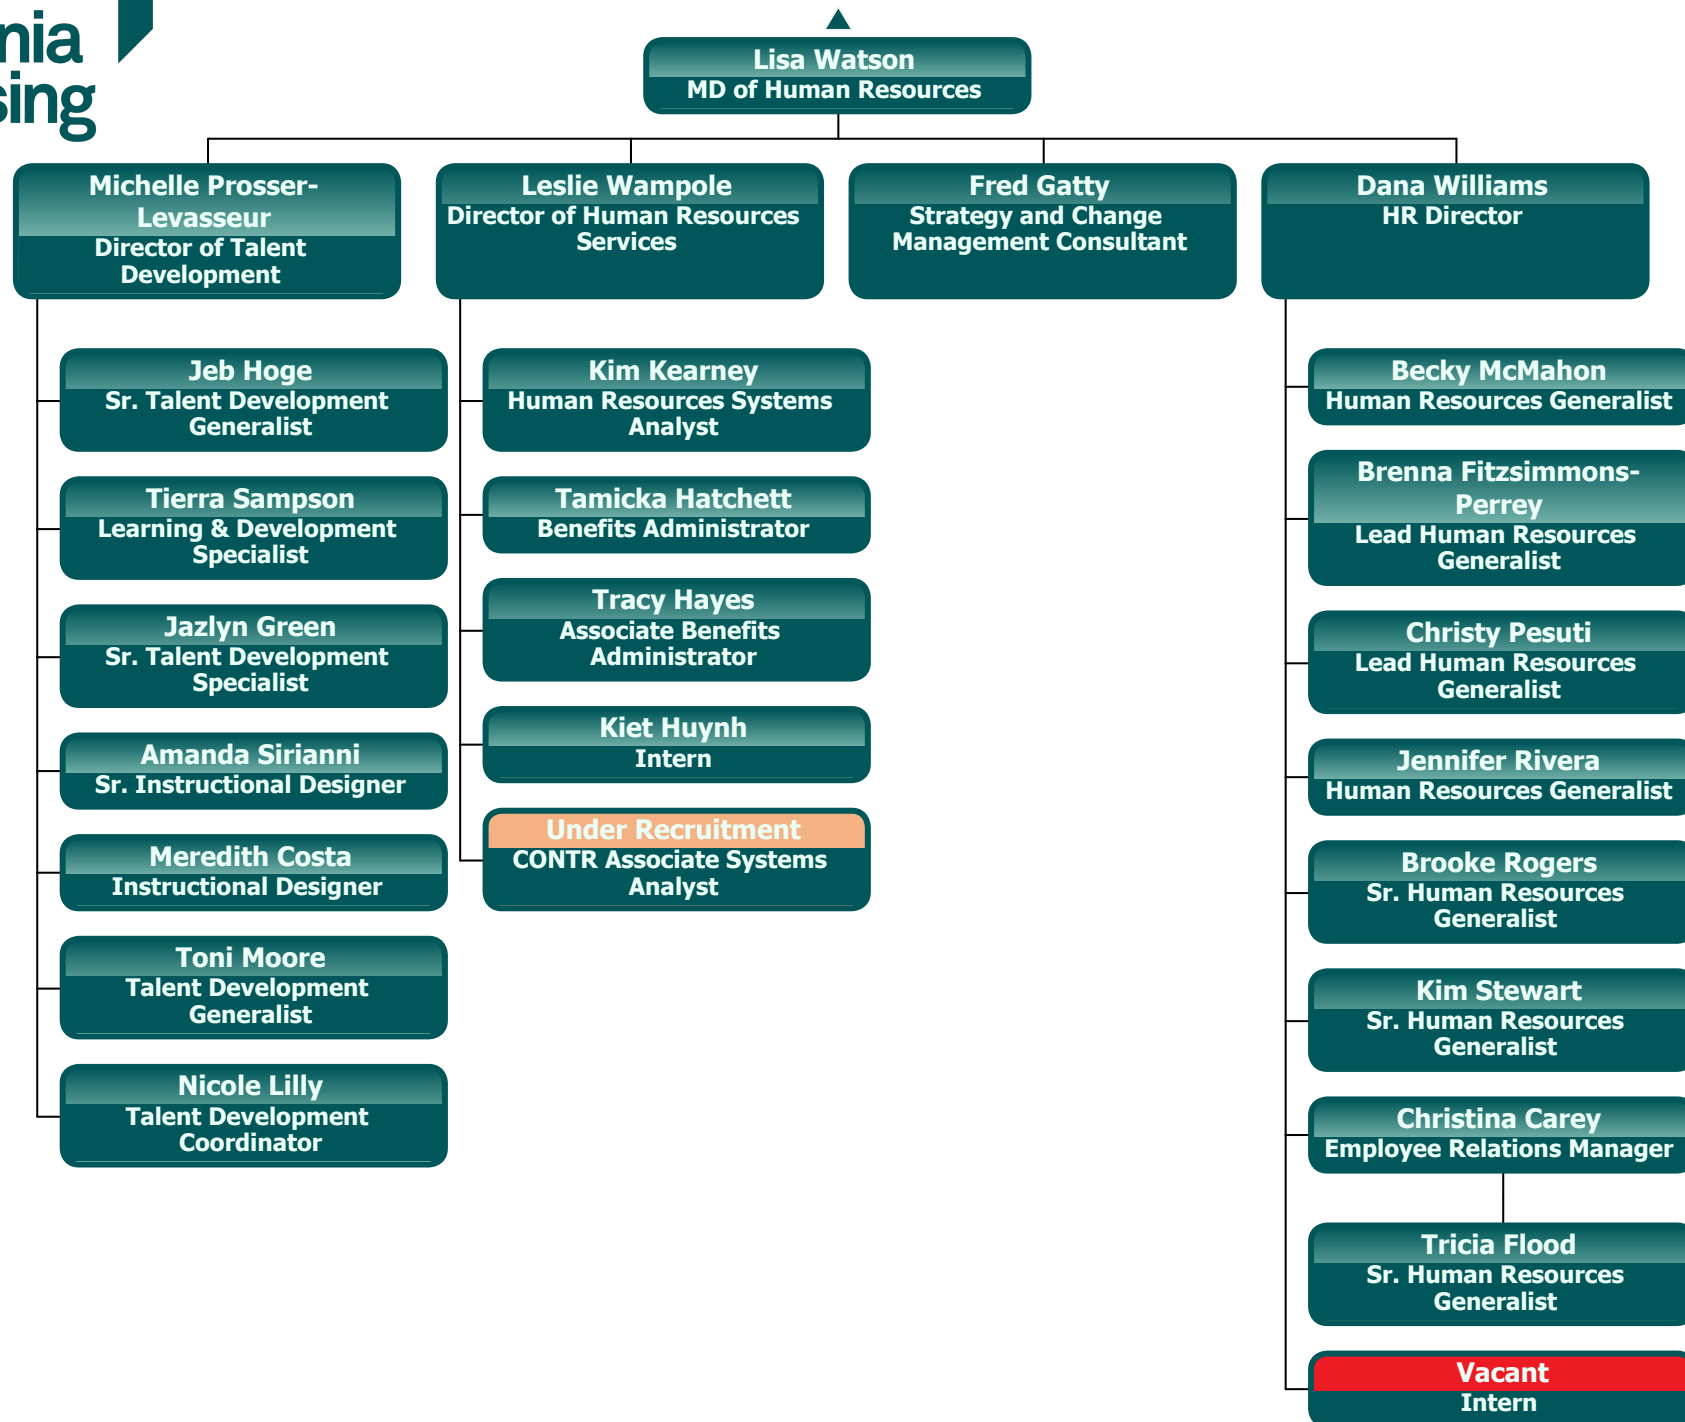 nia
sing
Lisa Watson
MD of Human Resources
Michelle Prosser-
Levasseur
Director of Talent
Development
Leslie Wampole
Director of Human Resources
Services
Fred Gatty
Strategy and Change
Management Consultant
Dana Williams
HR Director
Jeb Hoge
Sr. Talent Development
Generalist
Tierra Sampson
Learning & Development
Specialist
Jazlyn Green
Sr. Talent Development
Specialist
Amanda Sirianni
Sr. Instructional Designer
Meredith Costa
Instructional Designer
Toni Moore
Talent Development
Generalist
Nicole Lilly
Talent Development
Coordinator
Kim Kearney
Human Resources Systems
Analyst
Tamicka Hatchett
Benefits Administrator
Tracy Hayes
Associate Benefits
Administrator
Kiet Huynh
Intern
Under Recruitment
CONTR Associate Systems
Analyst
Becky McMahon
Human Resources Generalist
Brenna Fitzsimmons-
Perrey
Lead Human Resources
Generalist
Christy Pesuti
Lead Human Resources
Generalist
Jennifer Rivera
Human Resources Generalist
Brooke Rogers
Sr. Human Resources
Generalist
Kim Stewart
Sr. Human Resources
Generalist
Christina Carey
Employee Relations Manager
Tricia Flood
Sr. Human Resources
Generalist
Vacant
Intern